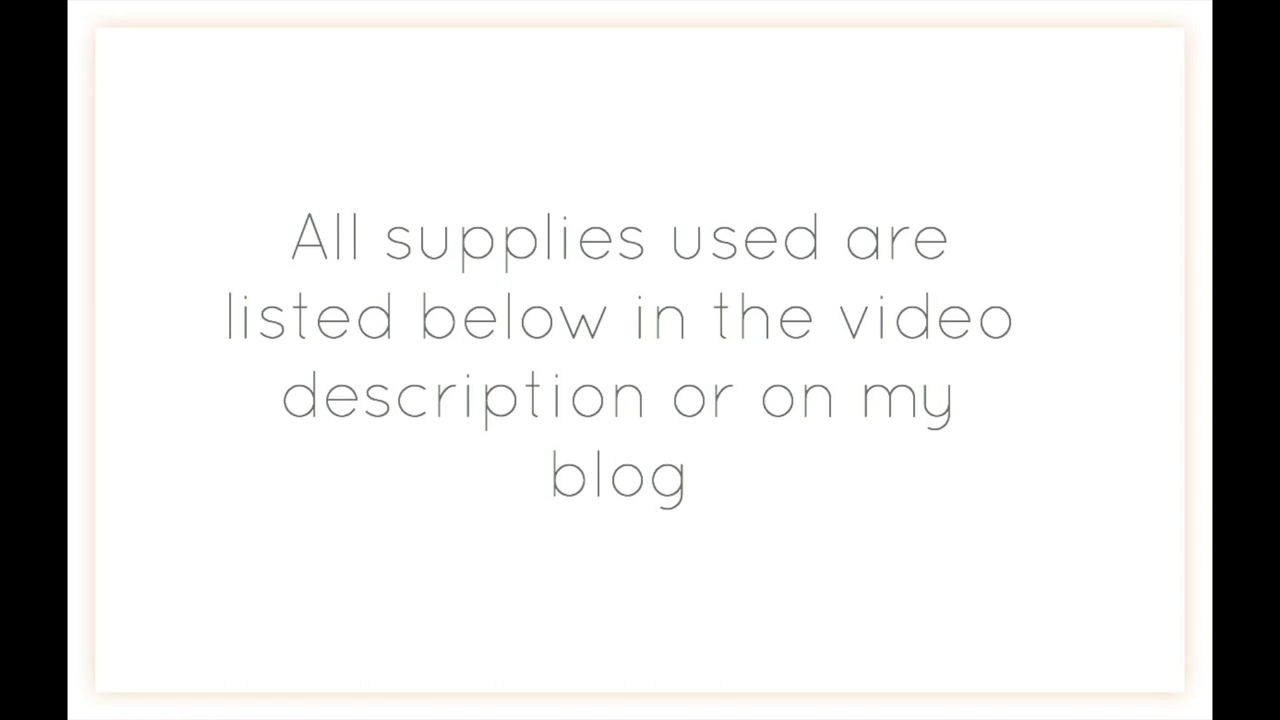 All supplies used are
listed below in the video
description or on my
blog